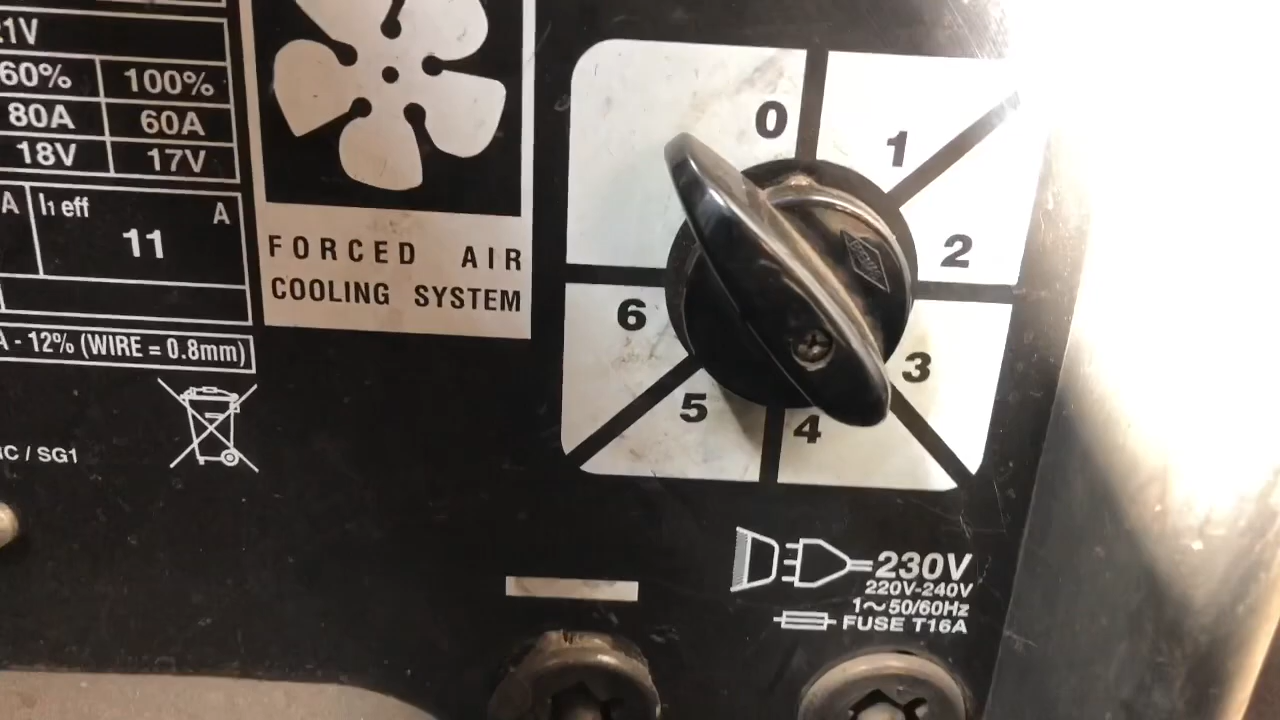 21V
60% 100%
80A 60A
18V 17V
A I1 eff A
11
A - 12% (WIRE = 0.8mm)
/ SG1
FORCED AIR
COOLING SYSTEM
0
1
2
3
4
5
6
230V
220V-240V
1~50/60Hz
FUSE T16A